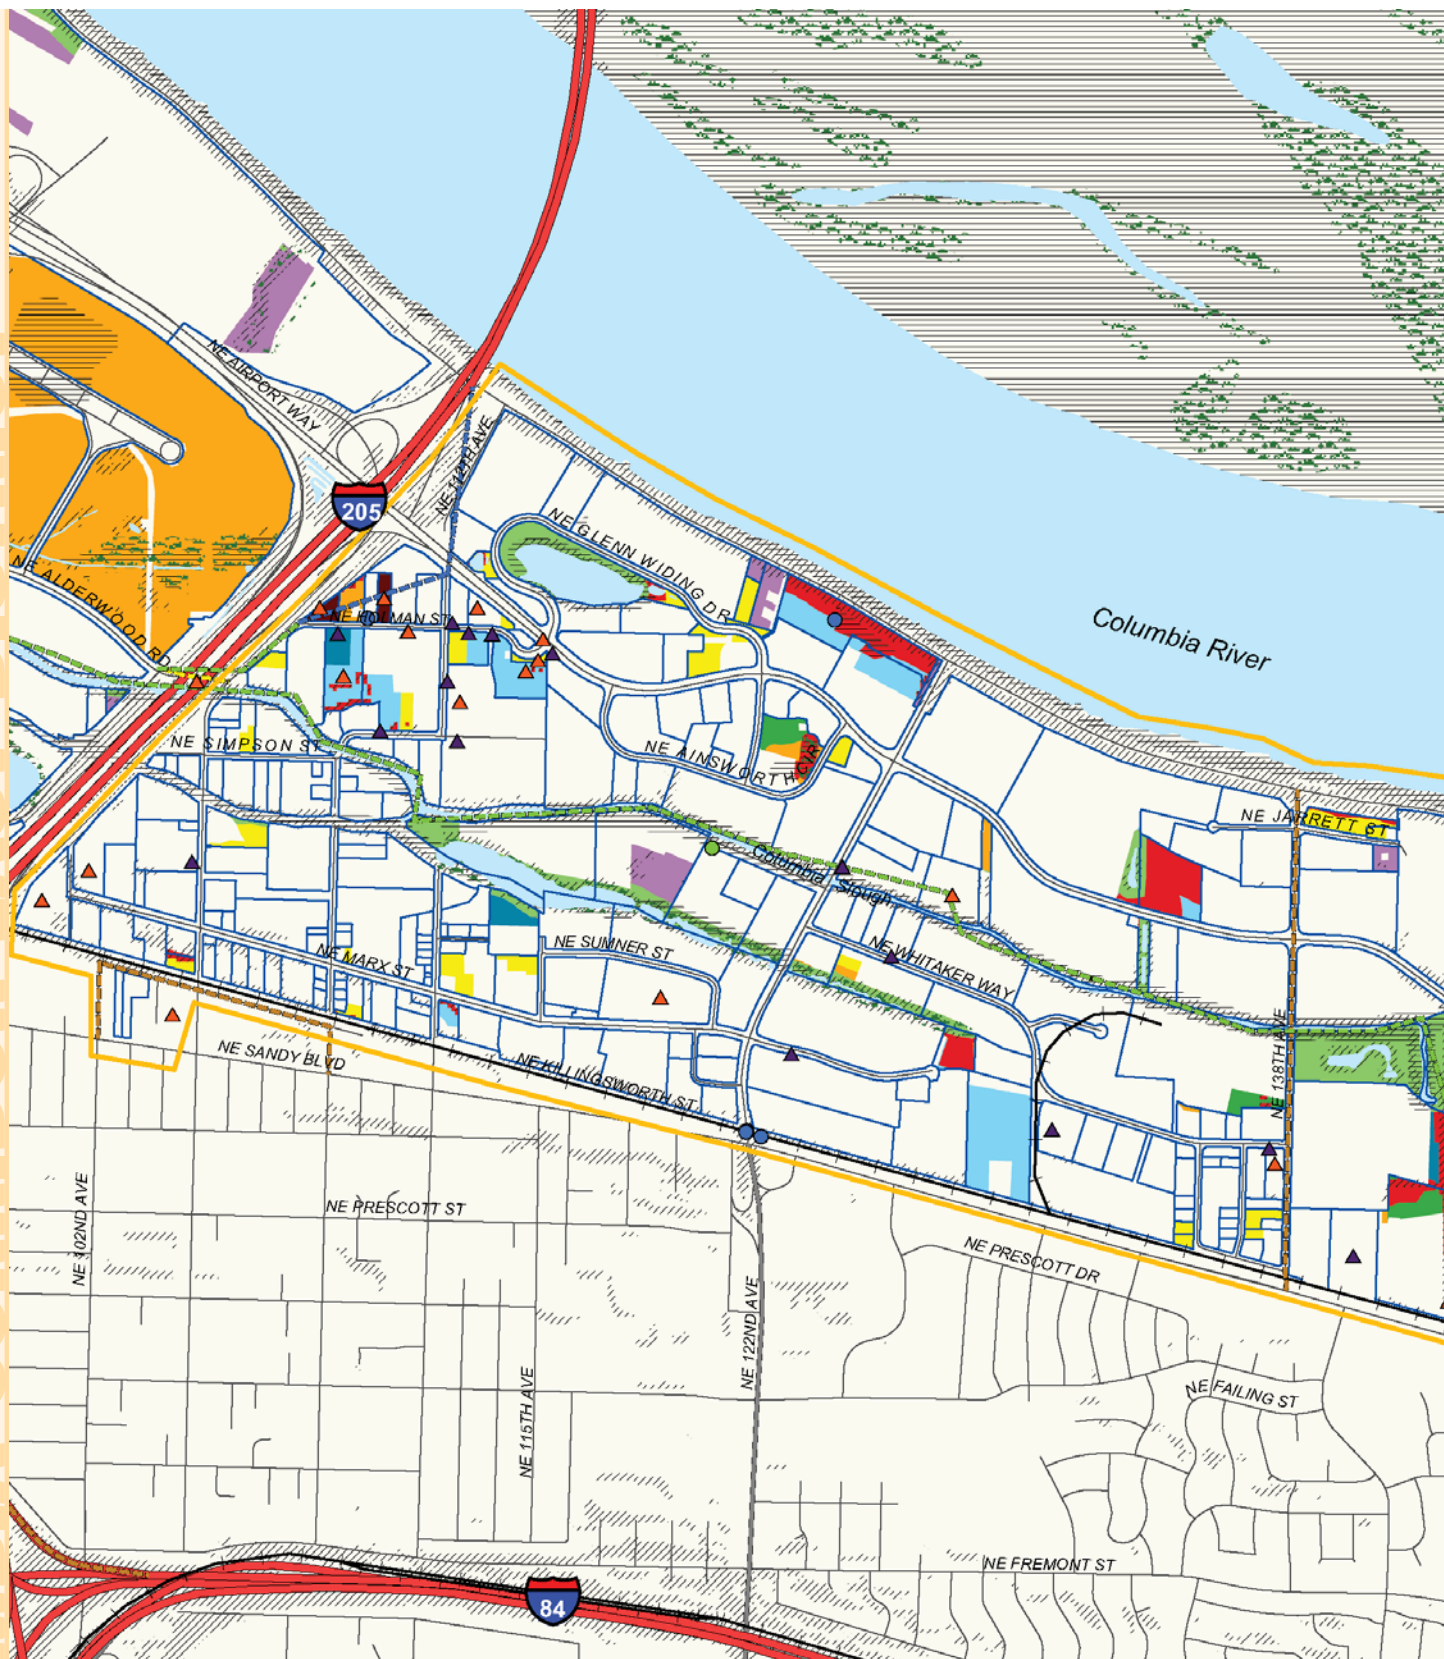 NE AIRPORT WAY
NE 112TH AVE
205
NE GLENN WIDING DR
NE ALDERWOOD RD
NE HOLMAN ST
Columbia River
NE SIMPSON ST
NE AINSWORTH CIR
NE JARRETT ST
Columbia Slough
NE MARX ST
NE SUMNER ST
NE WHITAKER WAY
NE SANDY BLVD
NE KILLINGSWORTH ST
NE 138TH AVE
NE 102ND AVE
NE PRESCOTT ST
NE PRESCOTT DR
NE 122ND AVE
NE 115TH AVE
NE FAILING ST
NE FREMONT ST
84